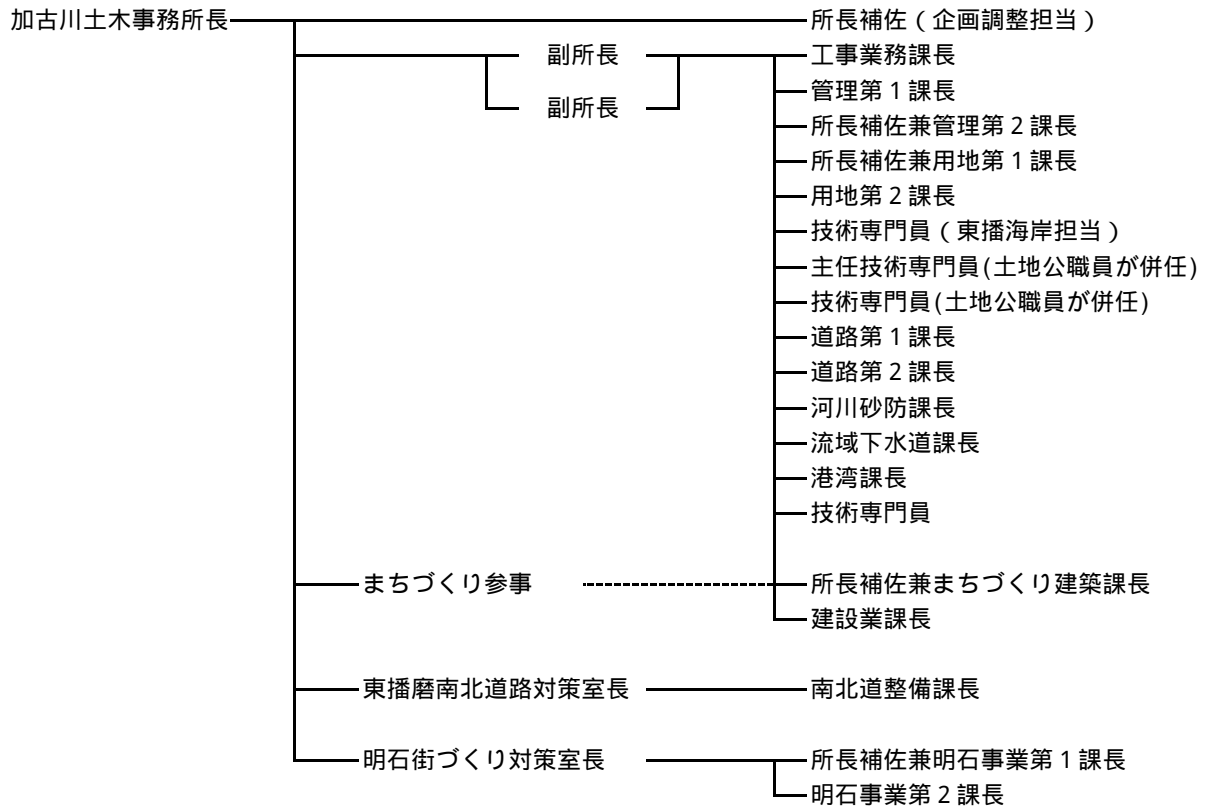 加古川土木事務所長 所長補佐（企画調整担当）
副所長 工事業務課長
管理第１課長
副所長
所長補佐兼管理第２課長
所長補佐兼用地第１課長
用地第２課長
技術専門員（東播海岸担当）
主任技術専門員(土地公職員が併任)
技術専門員(土地公職員が併任)
道路第１課長
道路第２課長
河川砂防課長
流域下水道課長
港湾課長
技術専門員
まちづくり参事 所長補佐兼まちづくり建築課長
建設業課長
東播磨南北道路対策室長 南北道整備課長
明石街づくり対策室長 所長補佐兼明石事業第１課長
明石事業第２課長